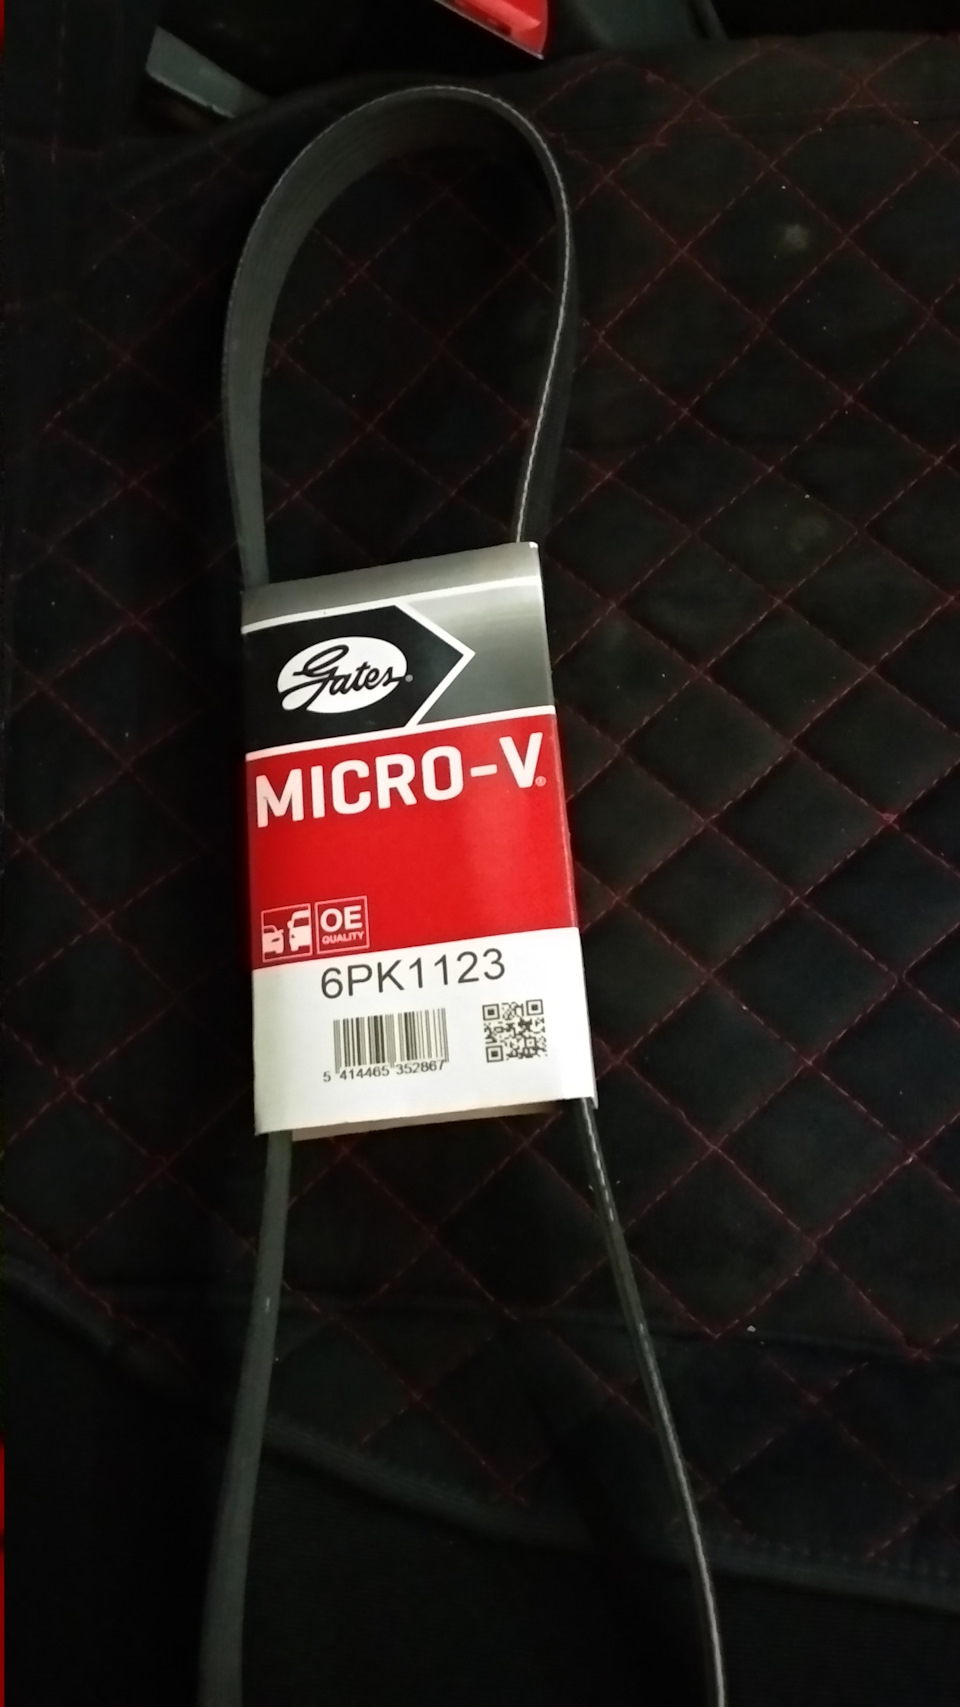 Gates®
MICRO-V®
OE
QUALITY
6PK1123
5 414465 352867